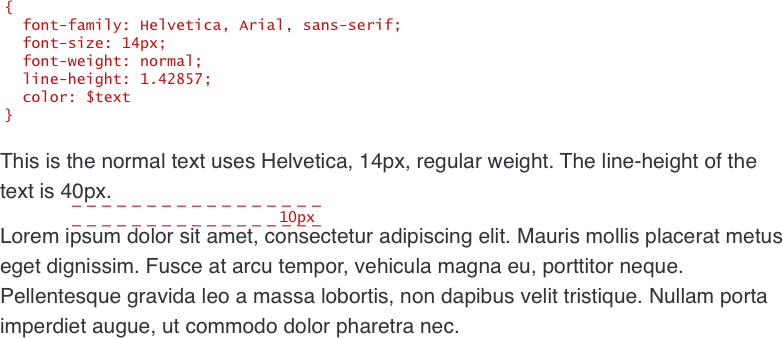 {
font-family: Helvetica, Arial, sans-serif;
font-size: 14px;
font-weight: normal;
line-height: 1.42857;
color: $text
}
This is the normal text uses Helvetica, 14px, regular weight. The line-height of the
text is 40px.
10px
Lorem ipsum dolor sit amet, consectetur adipiscing elit. Mauris mollis placerat metus
eget dignissim. Fusce at arcu tempor, vehicula magna eu, porttitor neque.
Pellentesque gravida leo a massa lobortis, non dapibus velit tristique. Nullam porta
imperdiet augue, ut commodo dolor pharetra nec.